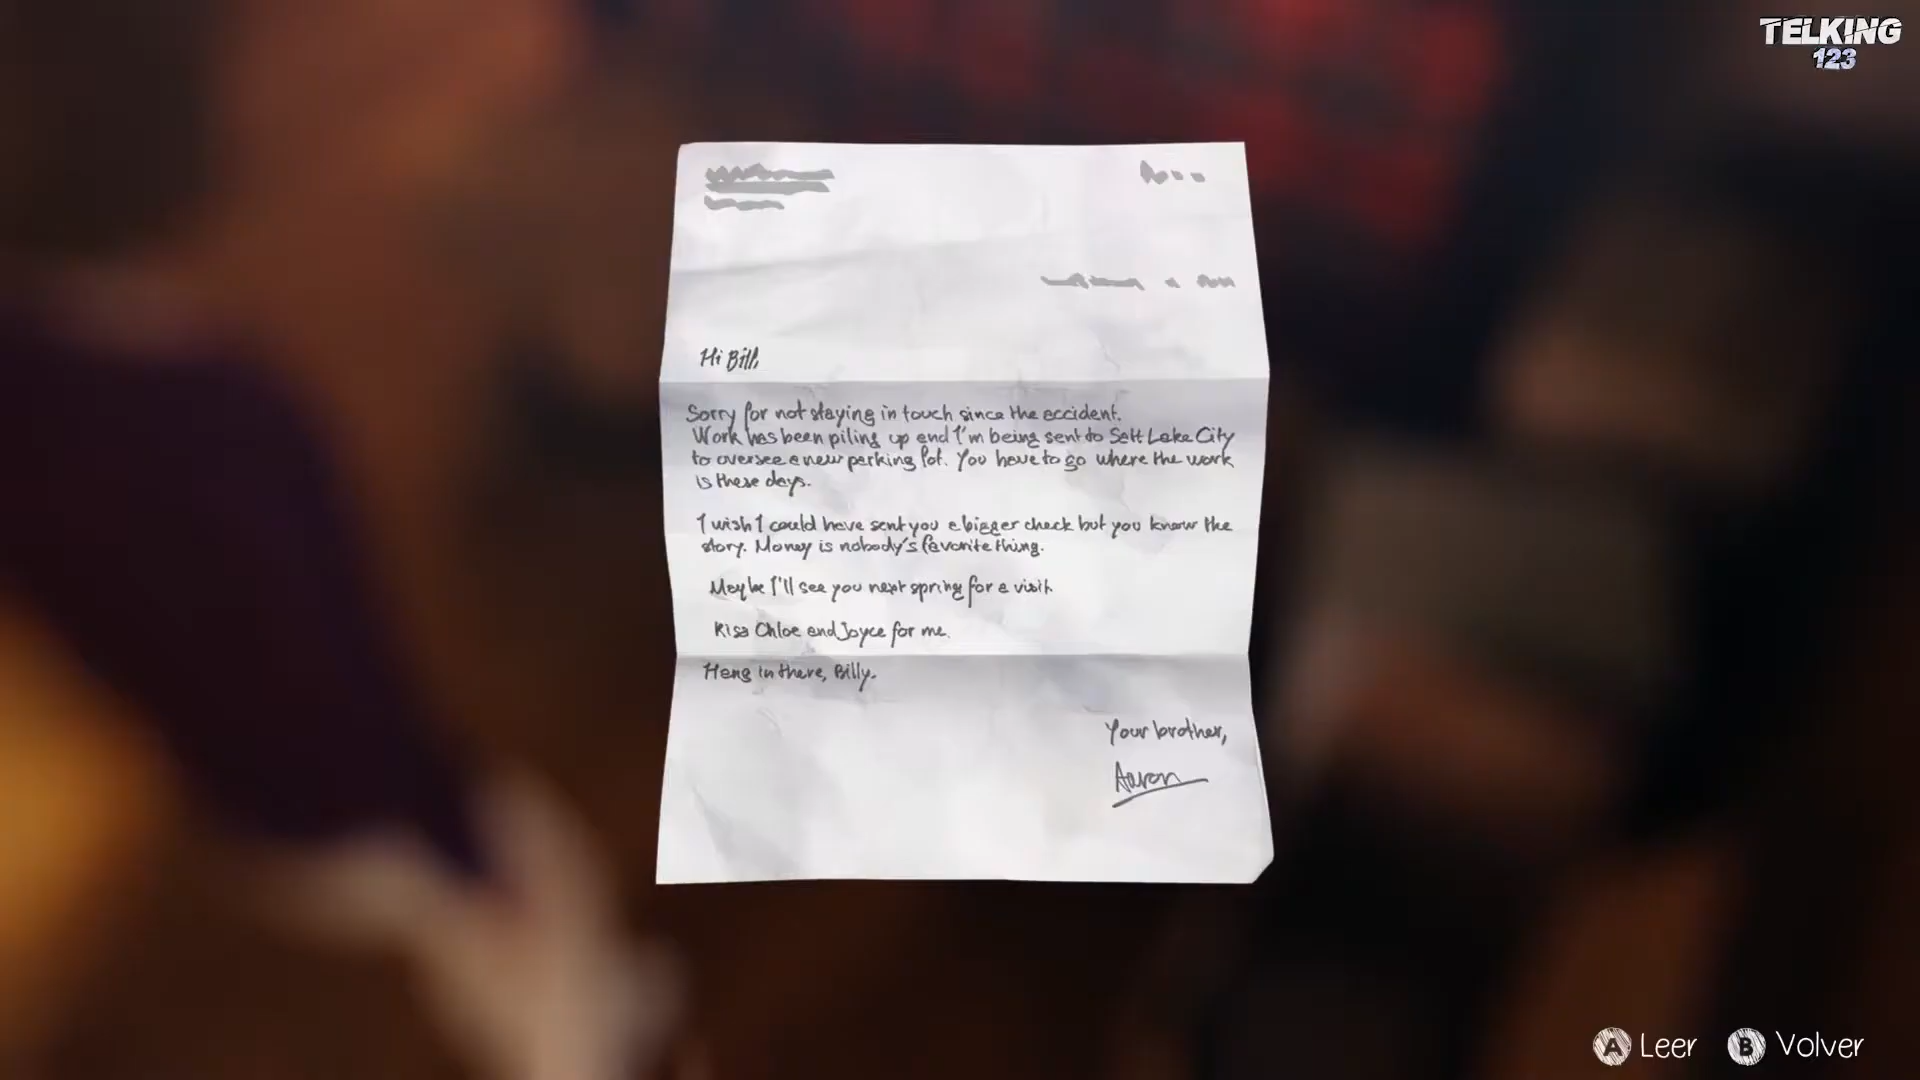 TELKING
123
Hi Bill,
Sorry for not staying in touch since the accident.
Work has been piling up and I'm being sent to Salt Lake City
to oversee a new parking lot. You have to go where the work
is these days.
I wish I could have sent you a bigger check but you know the
story. Money is nobody's favorite thing.
Maybe I'll see you next spring for a visit.
Kiss Chloe and Joyce for me.
Hang in there, Billy.
Your brother,
Aaron
A Leer B Volver